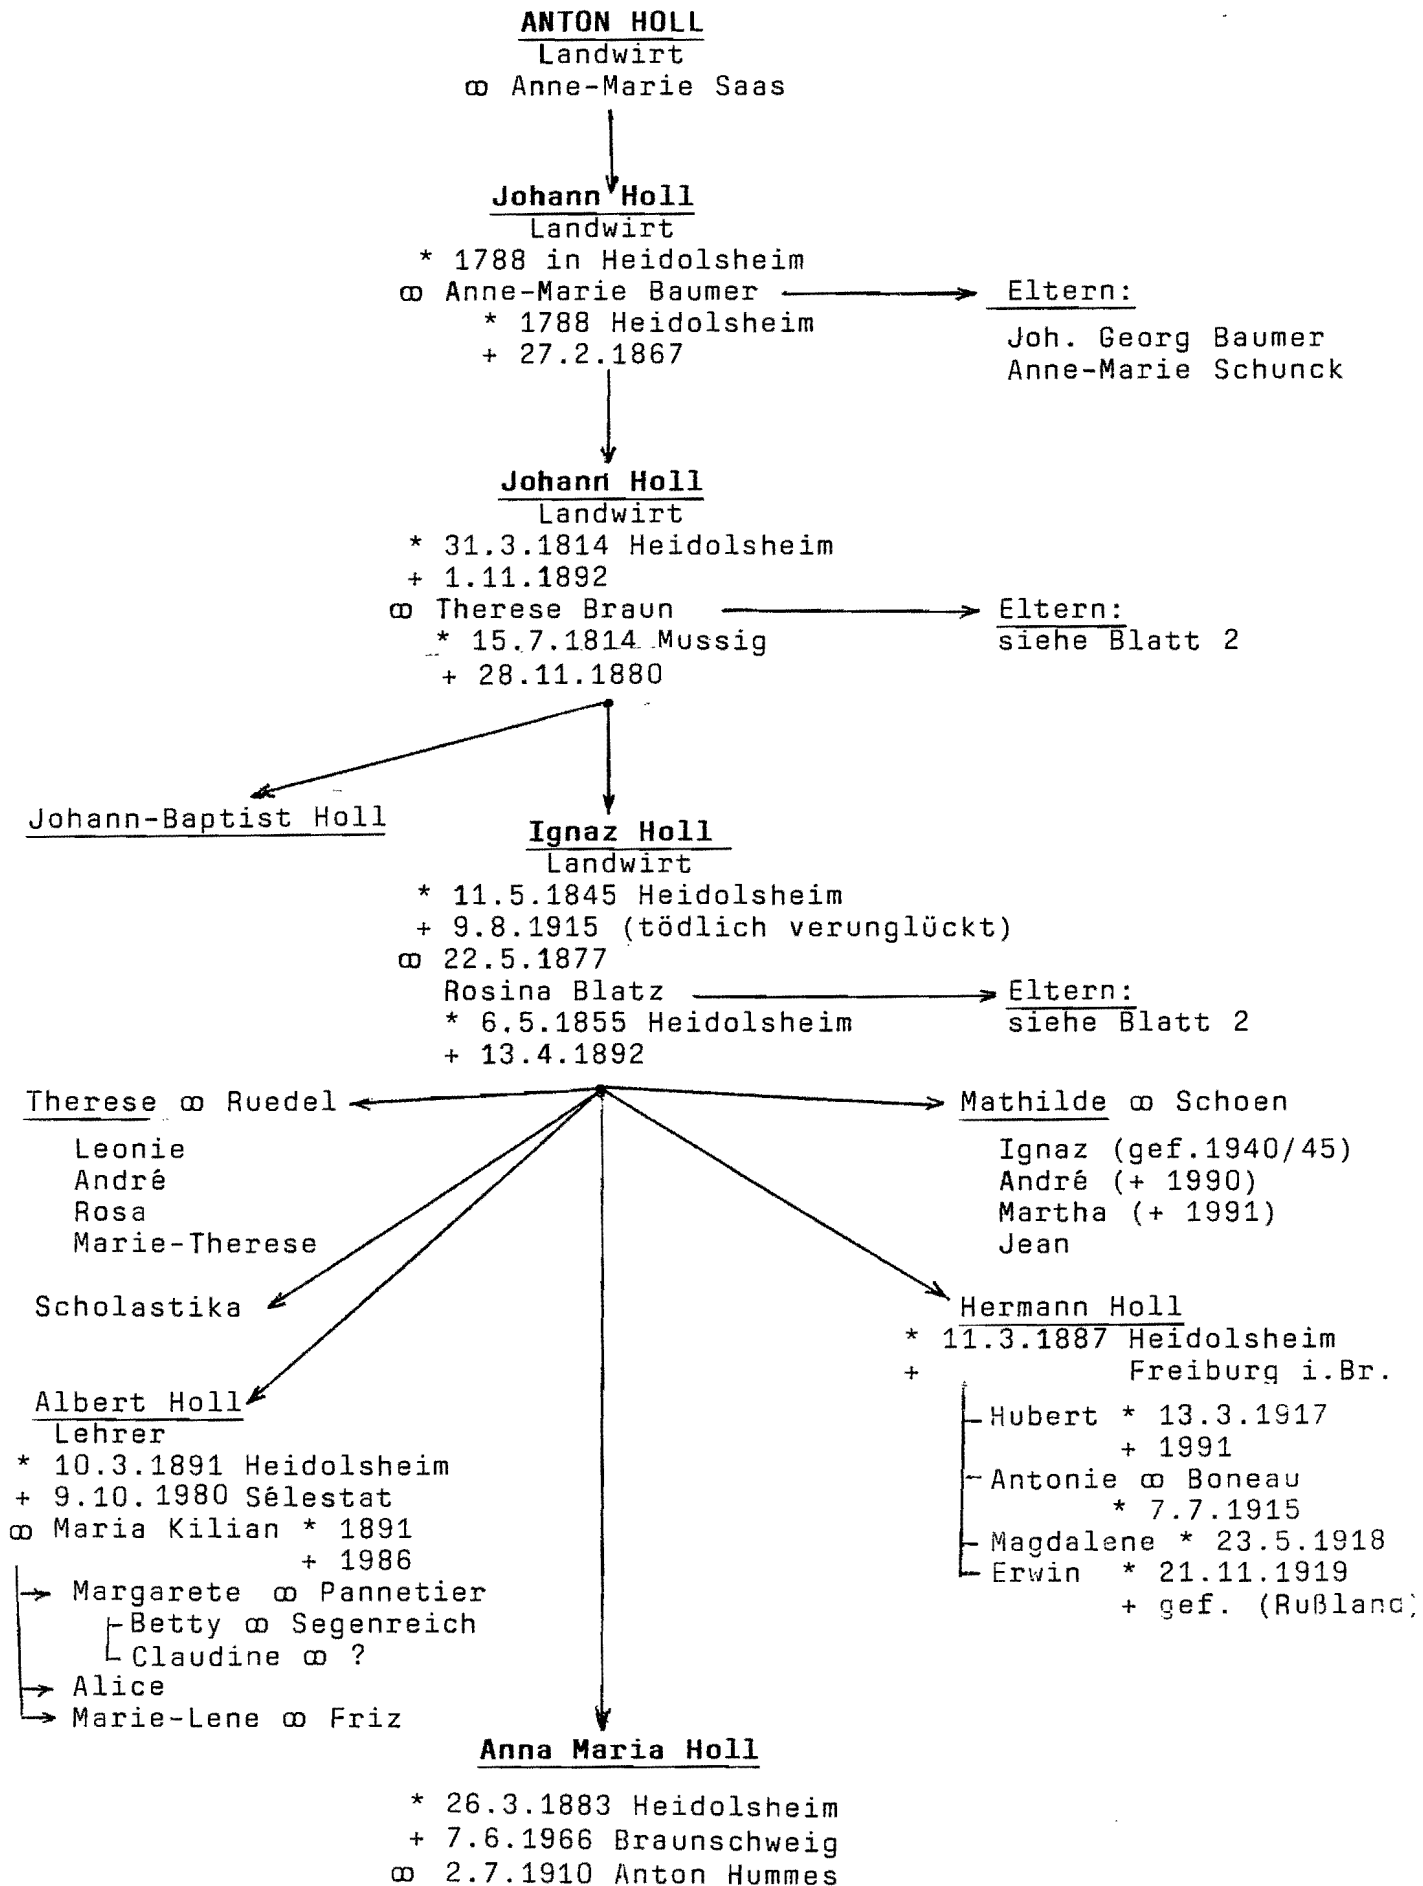 ANTON HOLL
Landwirt
ꝏ Anne-Marie Saas
Johann Holl
Landwirt
* 1788 in Heidolsheim
ꝏ Anne-Marie Baumer
* 1788 Heidolsheim
+ 27.2.1867
Eltern:
Joh. Georg Baumer
Anne-Marie Schunck
Johann Holl
Landwirt
* 31.3.1814 Heidolsheim
+ 1.11.1892
ꝏ Therese Braun
* 15.7.1814 Mussig
+ 28.11.1880
Eltern:
siehe Blatt 2
Johann-Baptist Holl
Ignaz Holl
Landwirt
* 11.5.1845 Heidolsheim
+ 9.8.1915 (tödlich verunglückt)
ꝏ 22.5.1877
Rosina Blatz
* 6.5.1855 Heidolsheim
+ 13.4.1892
Eltern:
siehe Blatt 2
Therese ꝏ Ruedel
Leonie
André
Rosa
Marie-Therese
Mathilde ꝏ Schoen
Ignaz (gef.1940/45)
André (+ 1990)
Martha (+ 1991)
Jean
Scholastika
Hermann Holl
* 11.3.1887 Heidolsheim
+ Freiburg i.Br.
Hubert * 13.3.1917
+ 1991
Antonie ꝏ Boneau
* 7.7.1915
Magdalene * 23.5.1918
Erwin * 21.11.1919
+ gef. (Rußland)
Albert Holl
Lehrer
* 10.3.1891 Heidolsheim
+ 9.10.1980 Sélestat
ꝏ Maria Kilian * 1891
+ 1986
Margarete ꝏ Pannetier
Betty ꝏ Segenreich
Claudine ꝏ ?
Alice
Marie-Lene ꝏ Friz
Anna Maria Holl
* 26.3.1883 Heidolsheim
+ 7.6.1966 Braunschweig
ꝏ 2.7.1910 Anton Hummes